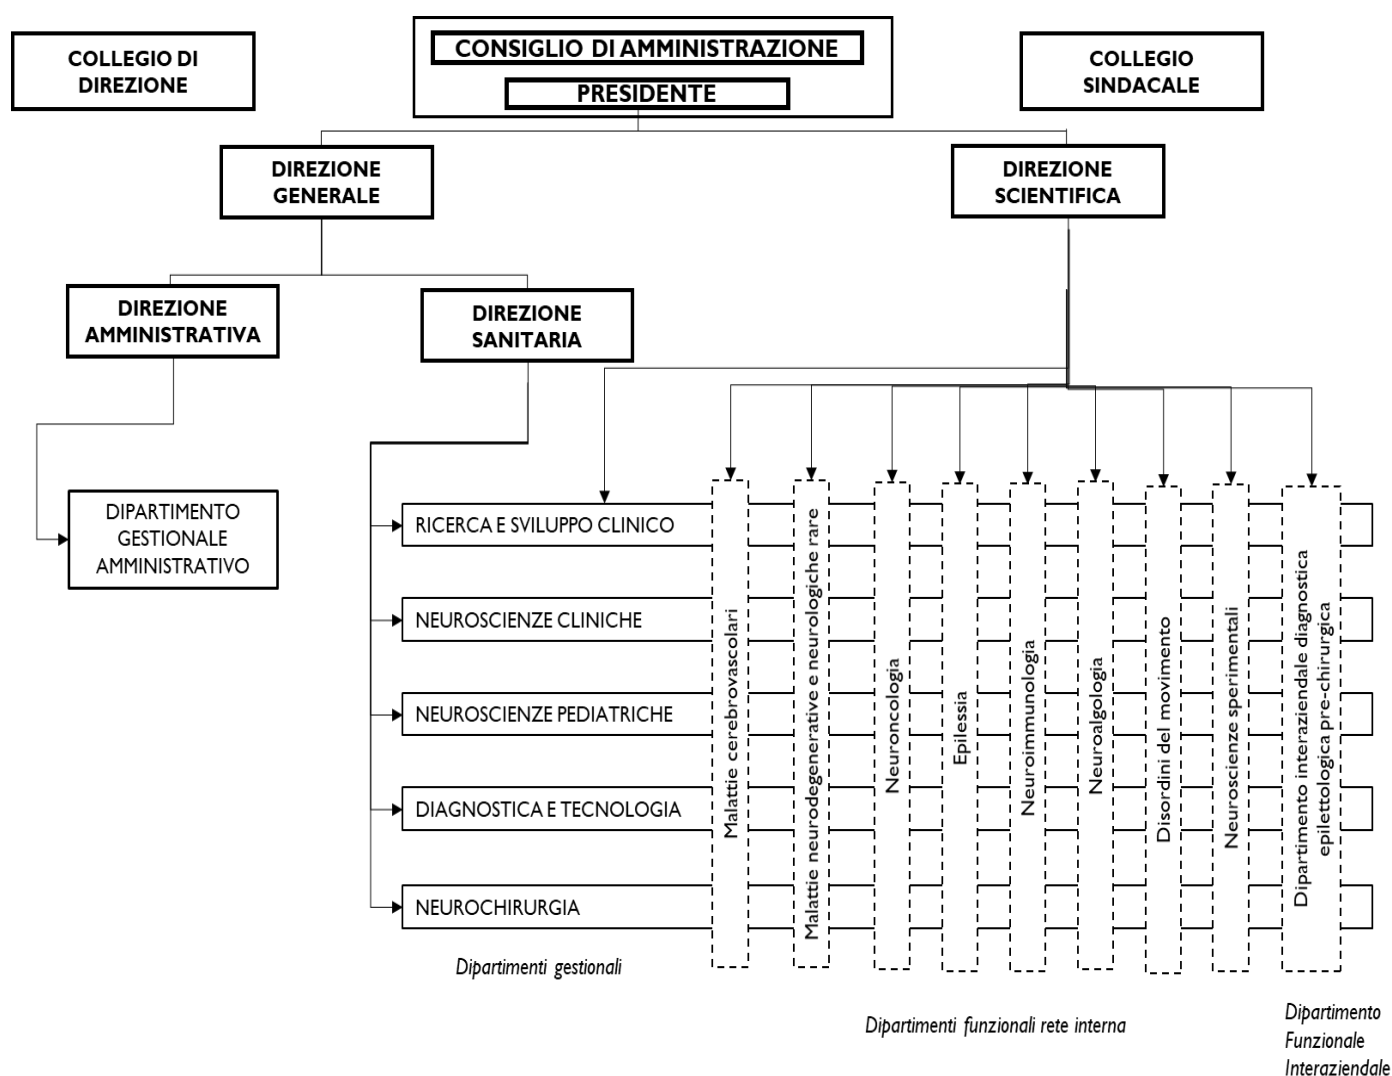 COLLEGIO DI
DIREZIONE
CONSIGLIO DI AMMINISTRAZIONE
PRESIDENTE
COLLEGIO
SINDACALE
DIREZIONE
GENERALE
DIREZIONE
SCIENTIFICA
DIREZIONE
AMMINISTRATIVA
DIREZIONE
SANITARIA
DIPARTIMENTO
GESTIONALE
AMMINISTRATIVO
RICERCA E SVILUPPO CLINICO
NEUROSCIENZE CLINICHE
NEUROSCIENZE PEDIATRICHE
DIAGNOSTICA E TECNOLOGIA
NEUROCHIRURGIA
Malattie cerebrovascolari
Malattie neurodegenerative e neurologiche rare
Neuroncologia
Epilessia
Neuroimmunologia
Neuroalgologia
Disordini del movimento
Neuroscienze sperimentali
Dipartimento interaziendale diagnostica
epilettologica pre-chirurgica
Dipartimenti gestionali
Dipartimenti funzionali rete interna
Dipartimento
Funzionale
Interaziendale